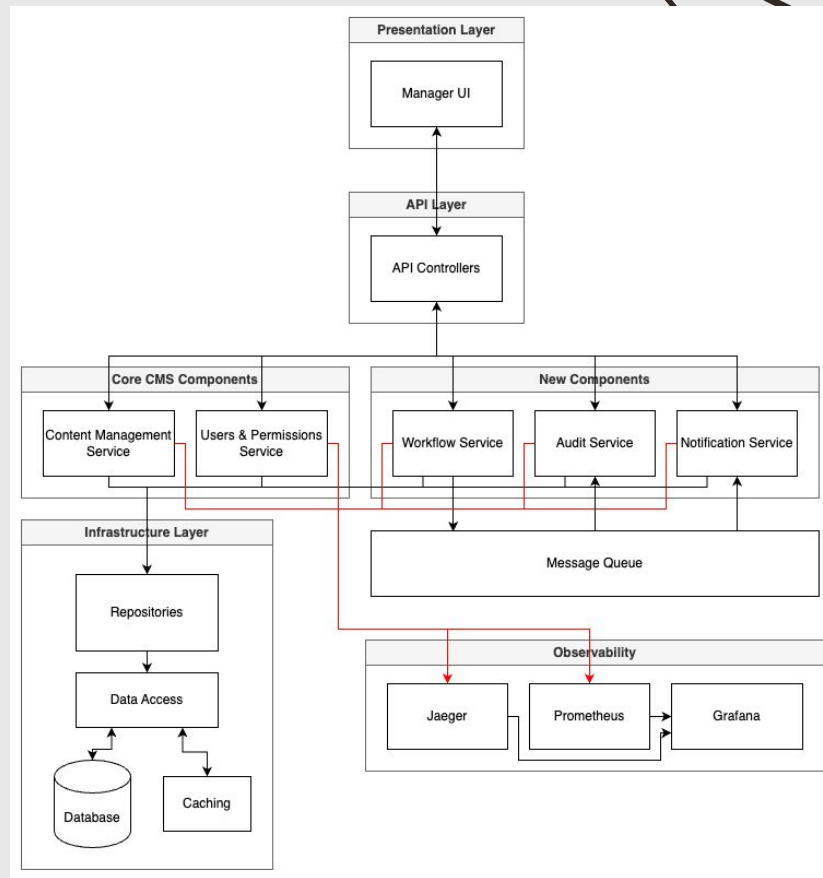 Presentation Layer
Manager UI
API Layer
API Controllers
Core CMS Components
New Components
Content Management
Service
Users & Permissions
Service
Workflow Service
Audit Service
Notification Service
Infrastructure Layer
Message Queue
Repositories
Observability
Data Access
Jaeger
Prometheus
Grafana
Database
Caching